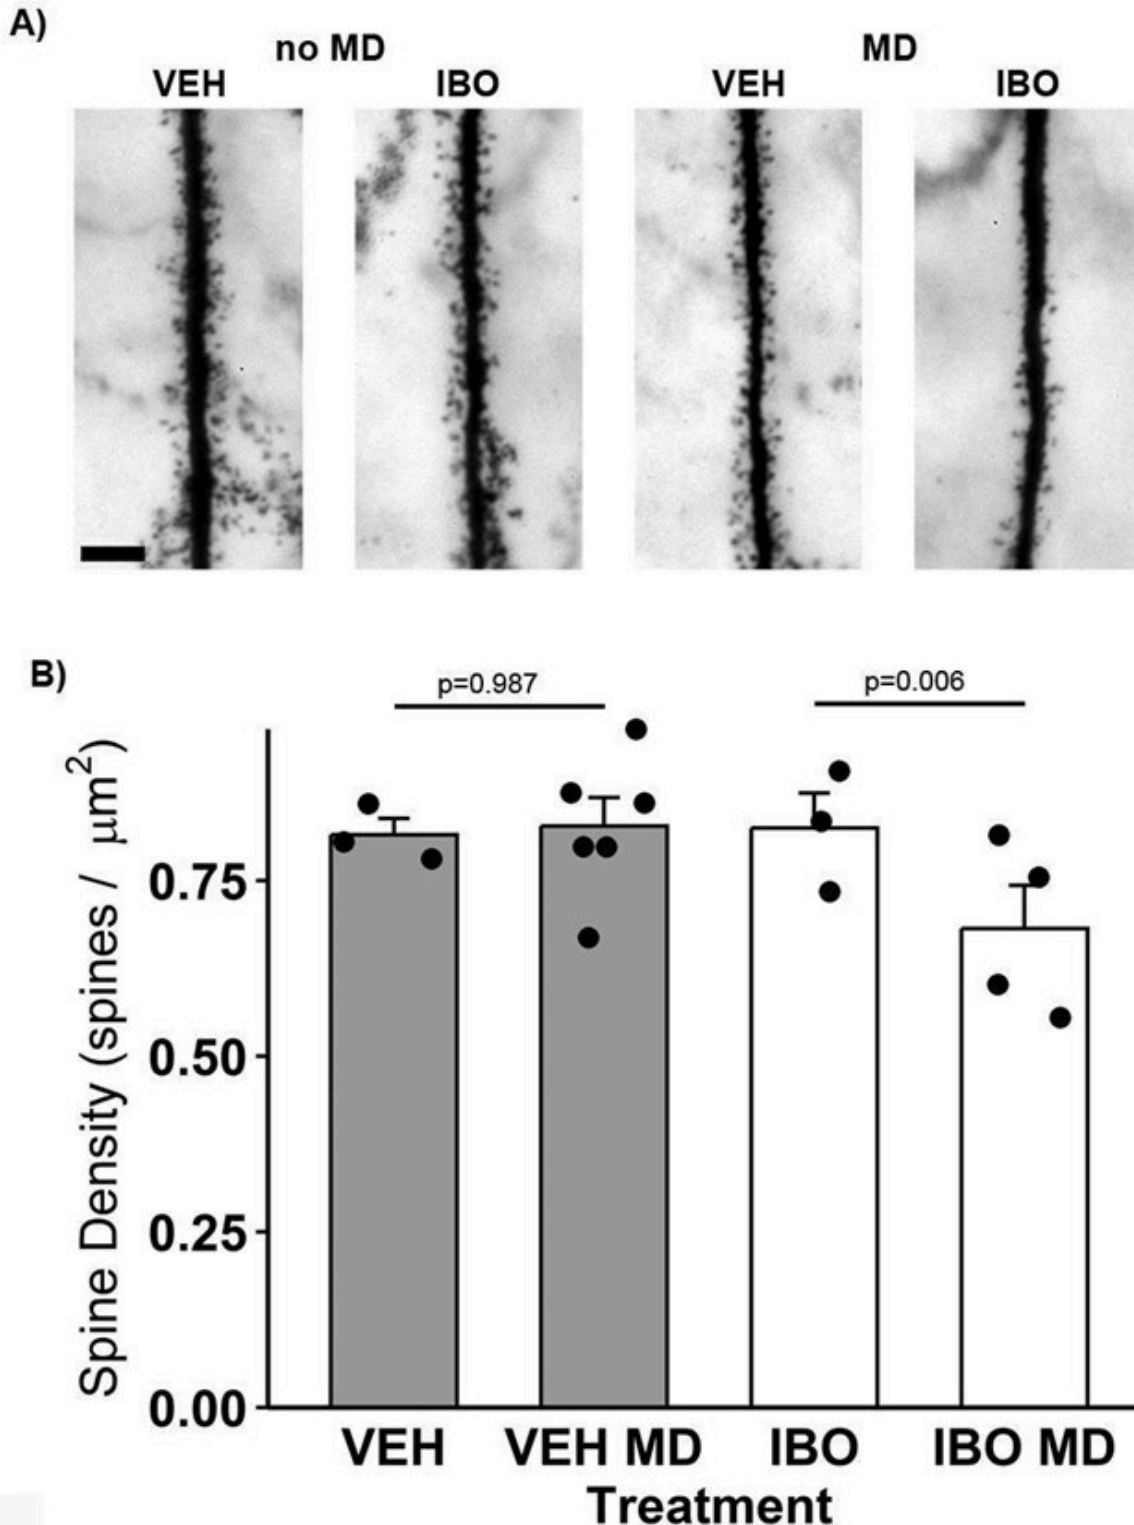 A)
no MD MD
VEH IBO VEH IBO
B)
p=0.987 p=0.006
Spine Density (spines / μm²)
0.75
0.50
0.25
0.00
VEH VEH MD IBO IBO MD
Treatment